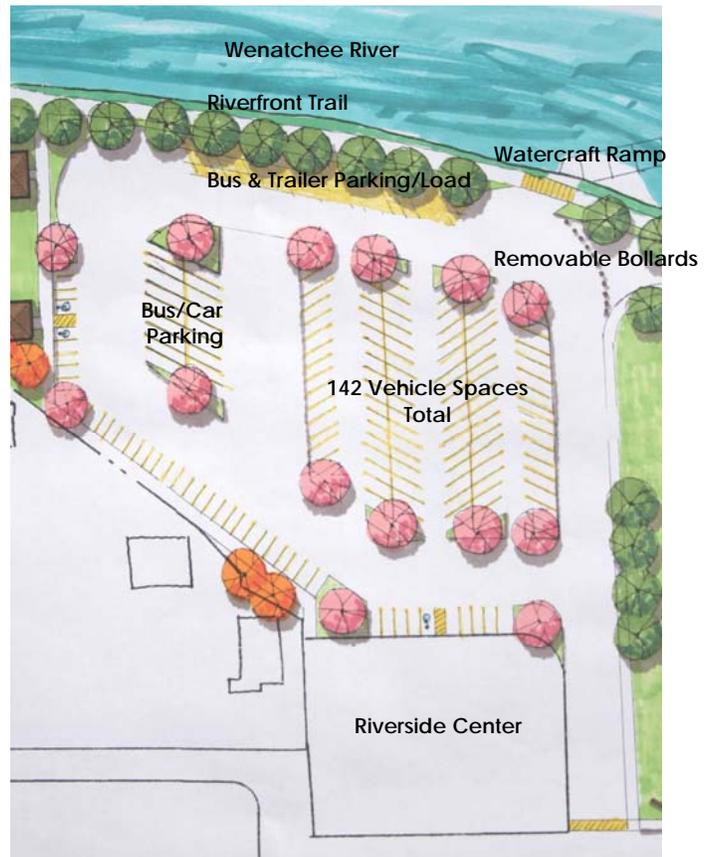 Wenatchee River
Riverfront Trail
Watercraft Ramp
Bus & Trailer Parking/Load
Removable Bollards
Bus/Car
Parking
142 Vehicle Spaces
Total
Riverside Center